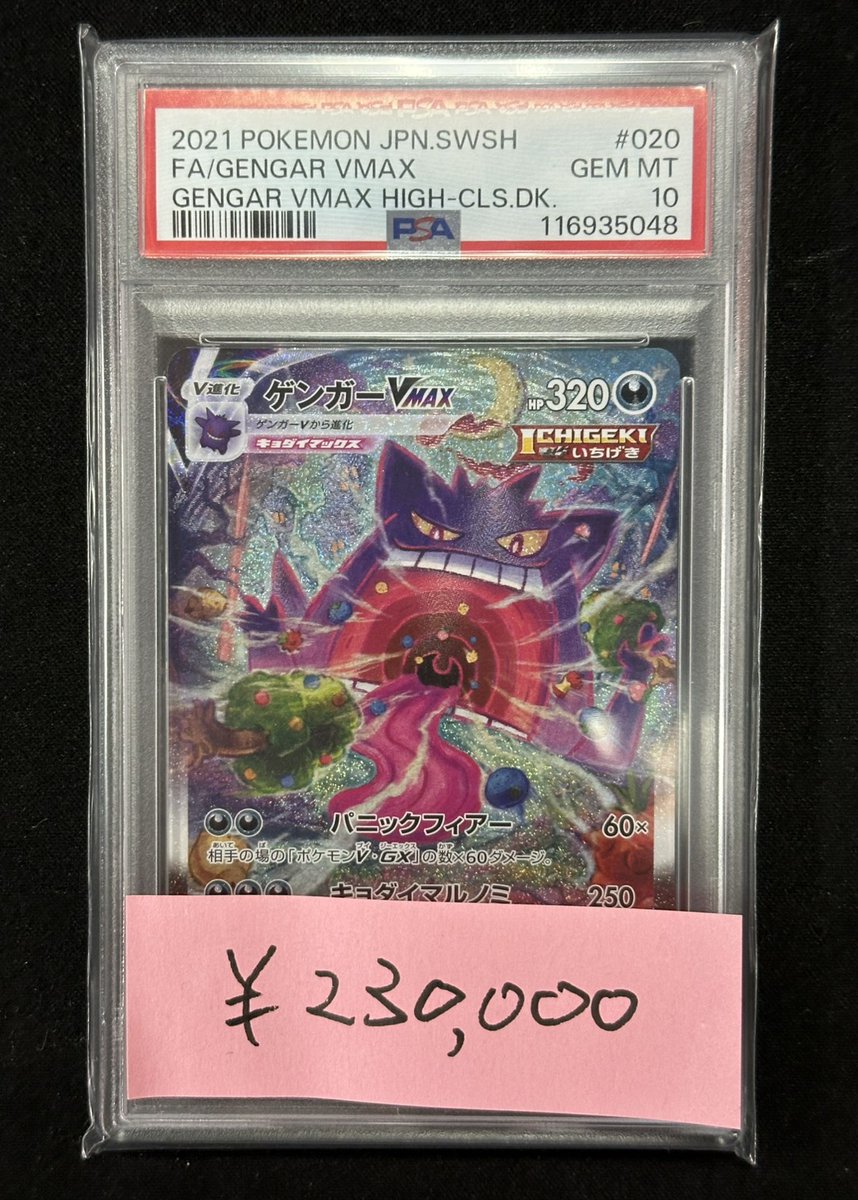 2021 POKEMON JPN.SWSH #020
FA/GENGAR VMAX GEM MT
GENGAR VMAX HIGH-CLS.DK. 10
PSA 116935048
V進化 ゲンガーVMAX HP320
ゲンガーVから進化
キョダイマックス
ICHIGEKI
いちげき
パニックフィアー 60×
相手の場の「ポケモンV・GX」の数×60ダメージ。
キョダイマルノミ 250
¥230,000